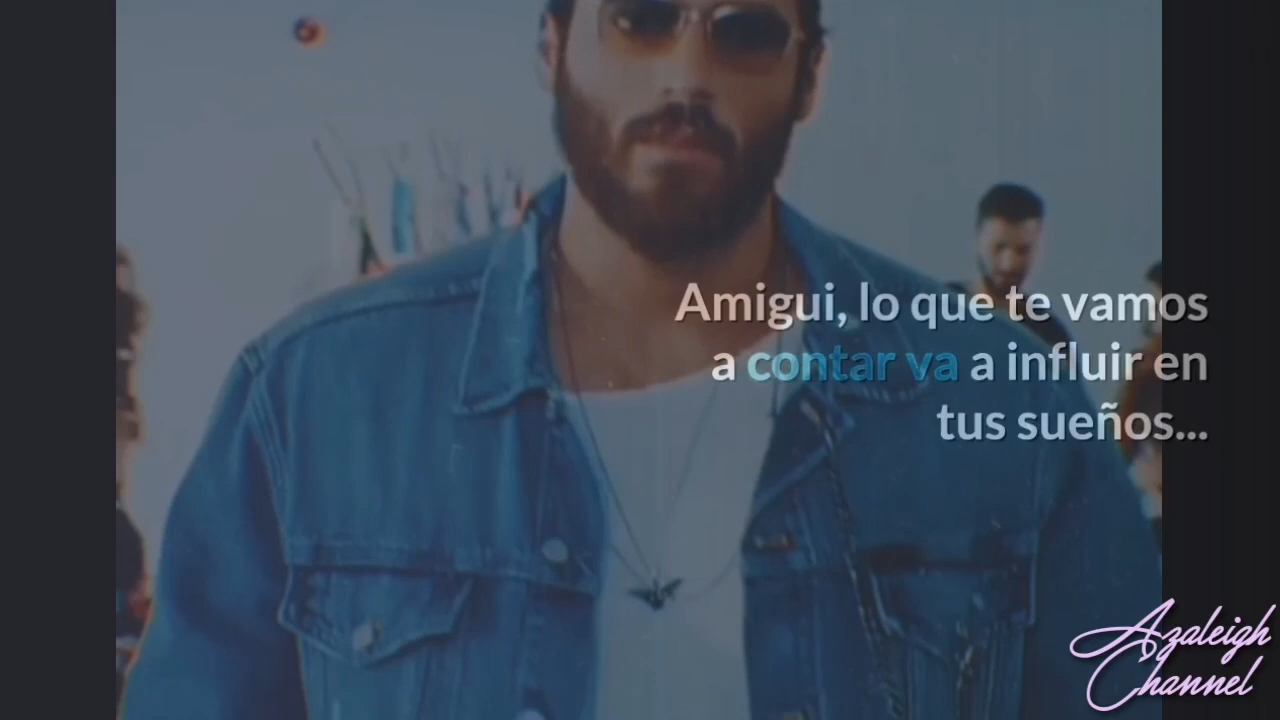 Amigui, lo que te vamos
a contar va a influir en
tus sueños...
Azaleigh
Channel